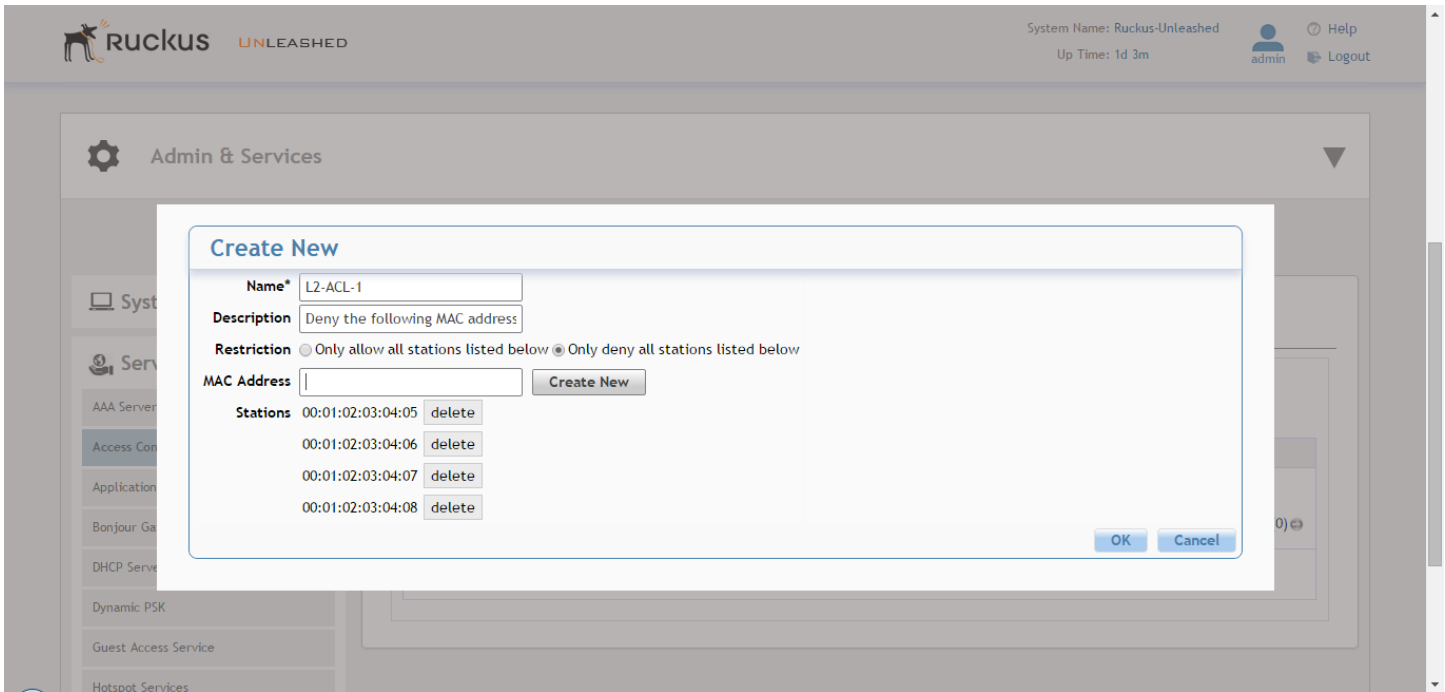 RUCKUS UNLEASHED
System Name: Ruckus-Unleashed
Up Time: 1d 3m
admin
Help
Logout
Admin & Services
Create New
Name* L2-ACL-1
Description Deny the following MAC address
Restriction Only allow all stations listed below Only deny all stations listed below
MAC Address Create New
Stations 00:01:02:03:04:05 delete
00:01:02:03:04:06 delete
00:01:02:03:04:07 delete
00:01:02:03:04:08 delete
OK Cancel
Syst
Serv
AAA Server
Access Con
Application
Bonjour Ga
0)
DHCP Serve
Dynamic PSK
Guest Access Service
Hotspot Services